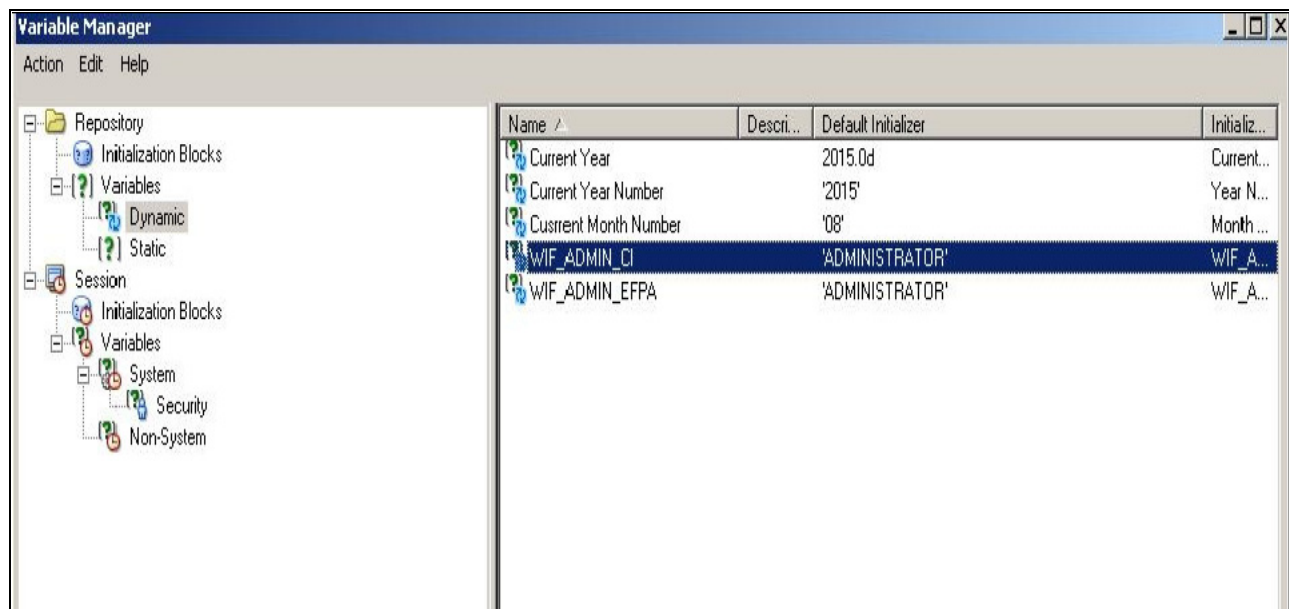 Variable Manager
Action Edit Help
Repository
Initialization Blocks
Variables
Dynamic
Static
Session
Initialization Blocks
Variables
System
Security
Non-System
Name Descri... Default Initializer Initializ...
Current Year 2015.0d Current...
Current Year Number '2015' Year N...
Cusrrent Month Number '08' Month ...
WIF_ADMIN_CI 'ADMINISTRATOR' WIF_A...
WIF_ADMIN_EFPA 'ADMINISTRATOR' WIF_A...